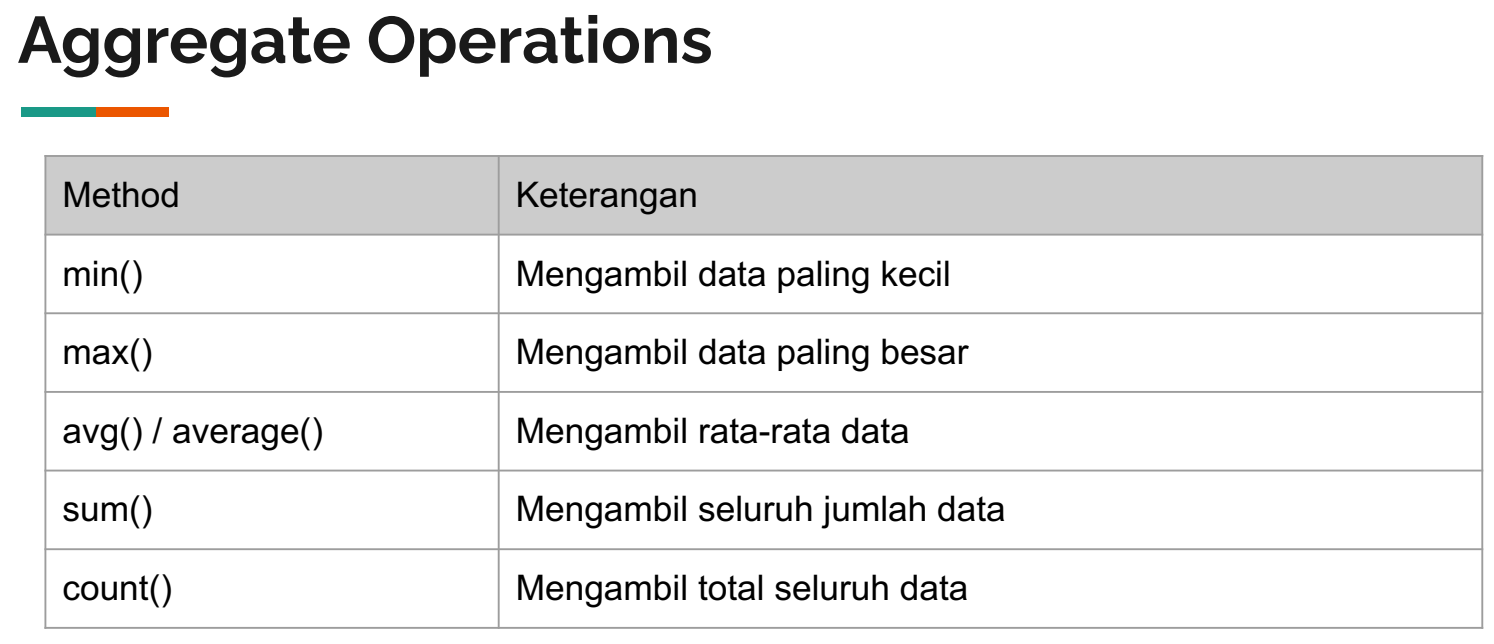 Aggregate Operations
Method Keterangan
min() Mengambil data paling kecil
max() Mengambil data paling besar
avg() / average() Mengambil rata-rata data
sum() Mengambil seluruh jumlah data
count() Mengambil total seluruh data